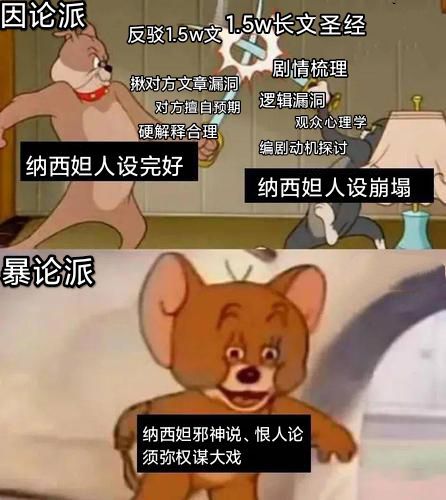 因论派
反驳1.5w文
1.5w长文圣经
揪对方文章漏洞
对方擅自预期
硬解释合理
剧情梳理
逻辑漏洞
观众心理学
编剧动机探讨
纳西妲人设完好
纳西妲人设崩塌
暴论派
纳西妲邪神说、恨人论
须弥权谋大戏